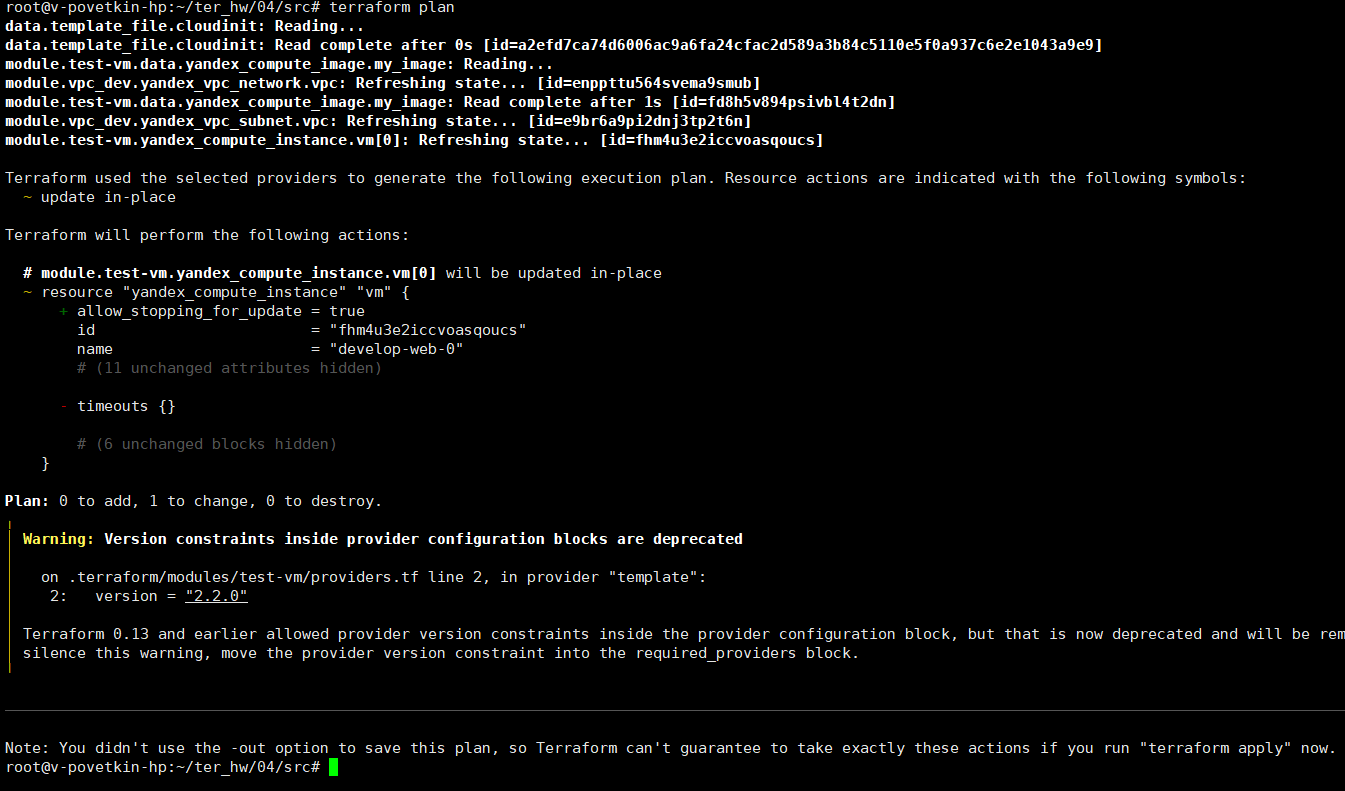 root@v-povetkin-hp:~/ter_hw/04/src# terraform plan
data.template_file.cloudinit: Reading...
data.template_file.cloudinit: Read complete after 0s [id=a2efd7ca74d6006ac9a6fa24cfac2d589a3b84c5110e5f0a937c6e2e1043a9e9]
module.test-vm.data.yandex_compute_image.my_image: Reading...
module.vpc_dev.yandex_vpc_network.vpc: Refreshing state... [id=enppttu564svema9smub]
module.test-vm.data.yandex_compute_image.my_image: Read complete after 1s [id=fd8h5v894psivbl4t2dn]
module.vpc_dev.yandex_vpc_subnet.vpc: Refreshing state... [id=e9br6a9pi2dnj3tp2t6n]
module.test-vm.yandex_compute_instance.vm[0]: Refreshing state... [id=fhm4u3e2iccvoasqoucs]
Terraform used the selected providers to generate the following execution plan. Resource actions are indicated with the following symbols:
  ~ update in-place
Terraform will perform the following actions:
  # module.test-vm.yandex_compute_instance.vm[0] will be updated in-place
  ~ resource "yandex_compute_instance" "vm" {
      + allow_stopping_for_update = true
        id                        = "fhm4u3e2iccvoasqoucs"
        name                      = "develop-web-0"
        # (11 unchanged attributes hidden)
      - timeouts {}
        # (6 unchanged blocks hidden)
    }
Plan: 0 to add, 1 to change, 0 to destroy.
Warning: Version constraints inside provider configuration blocks are deprecated
  on .terraform/modules/test-vm/providers.tf line 2, in provider "template":
   2:   version = "2.2.0"
Terraform 0.13 and earlier allowed provider version constraints inside the provider configuration block, but that is now deprecated and will be rem
silence this warning, move the provider version constraint into the required_providers block.
Note: You didn't use the -out option to save this plan, so Terraform can't guarantee to take exactly these actions if you run "terraform apply" now.
root@v-povetkin-hp:~/ter_hw/04/src#